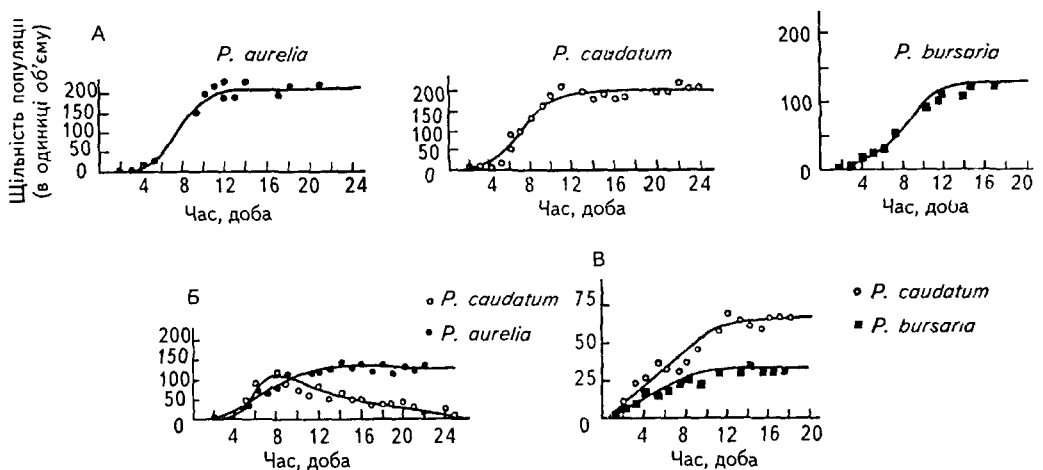 Щільність популяції
(в одиниці об'єму)
А
P. aurelia
200
150
100
50
0
4 8 12 16 20 24
Час, доба
P. caudatum
200
150
100
50
0
4 8 12 16 20 24
Час, доба
P. bursaria
200
100
0
4 8 12 16 20
Час, доба
Б
P. caudatum
P. aurelia
200
150
100
50
0
4 8 12 16 20 24
Час, доба
В
P. caudatum
P. bursaria
75
50
25
0
4 8 12 16 20
Час, доба